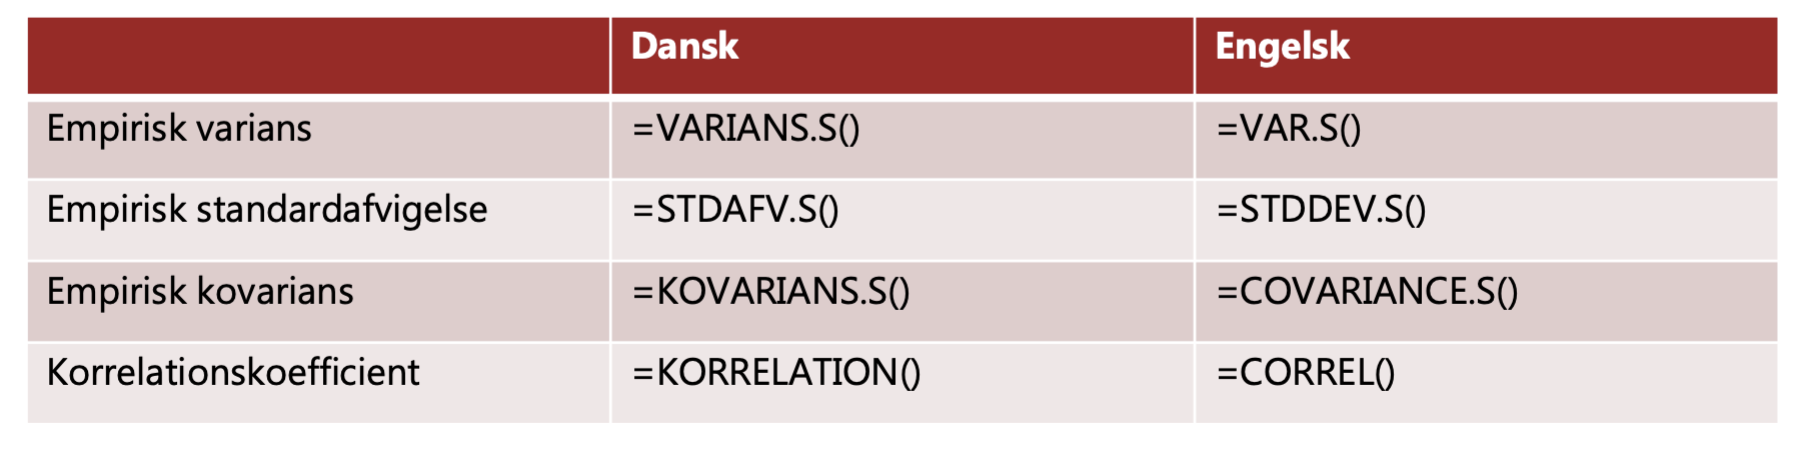 Dansk Engelsk
Empirisk varians =VARIANS.S() =VAR.S()
Empirisk standardafvigelse =STDAFV.S() =STDDEV.S()
Empirisk kovarians =KOVARIANS.S() =COVARIANCE.S()
Korrelationskoefficient =KORRELATION() =CORREL()